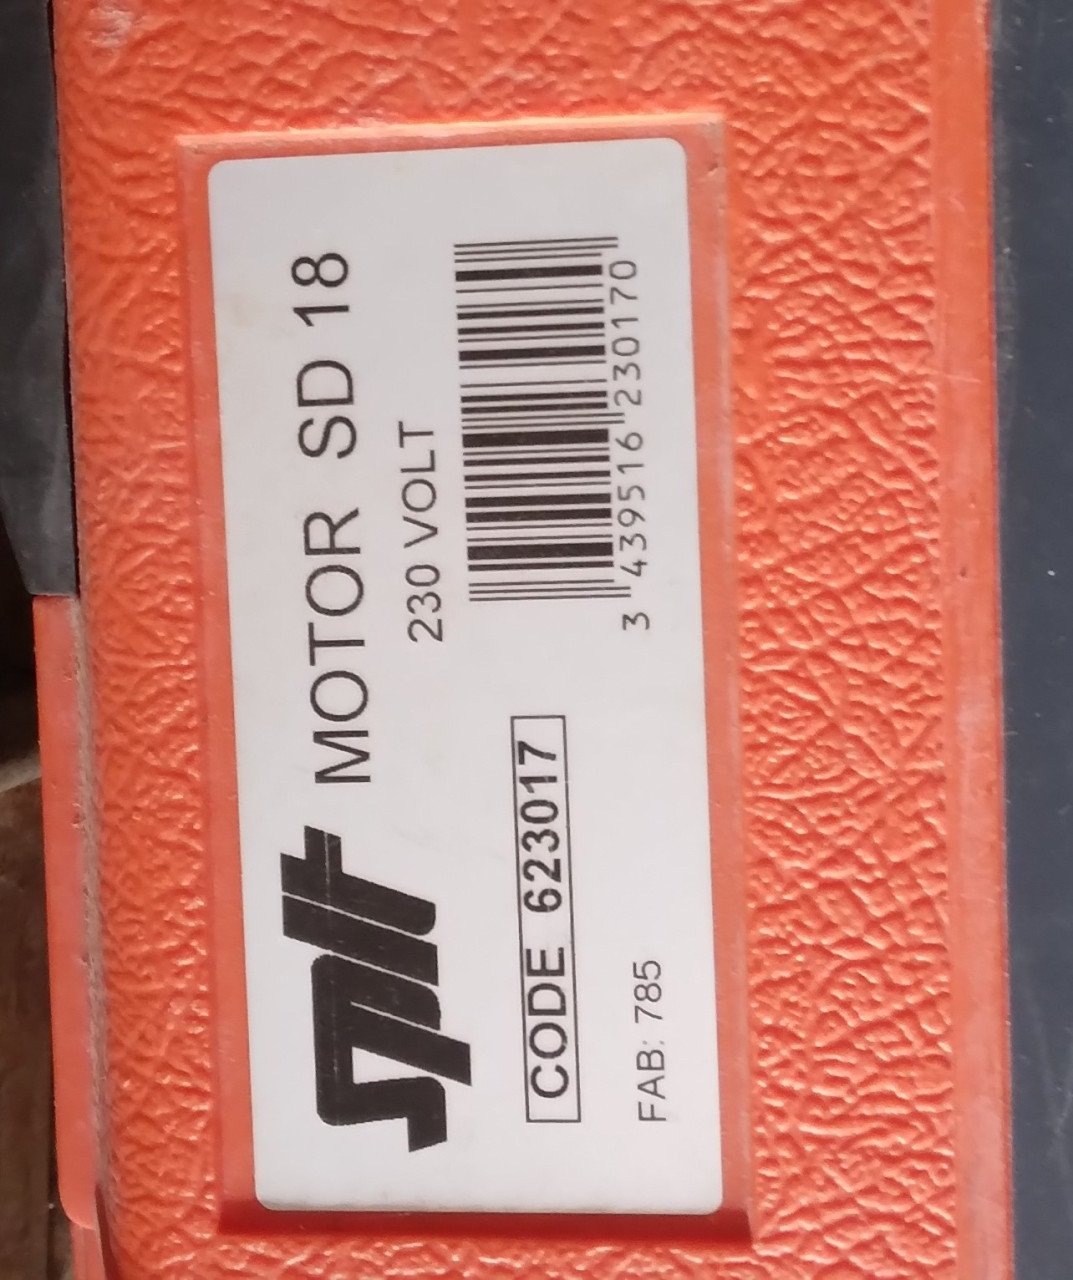 spit MOTOR SD 18
230 VOLT
CODE 623017
3 439516 230170
FAB: 785